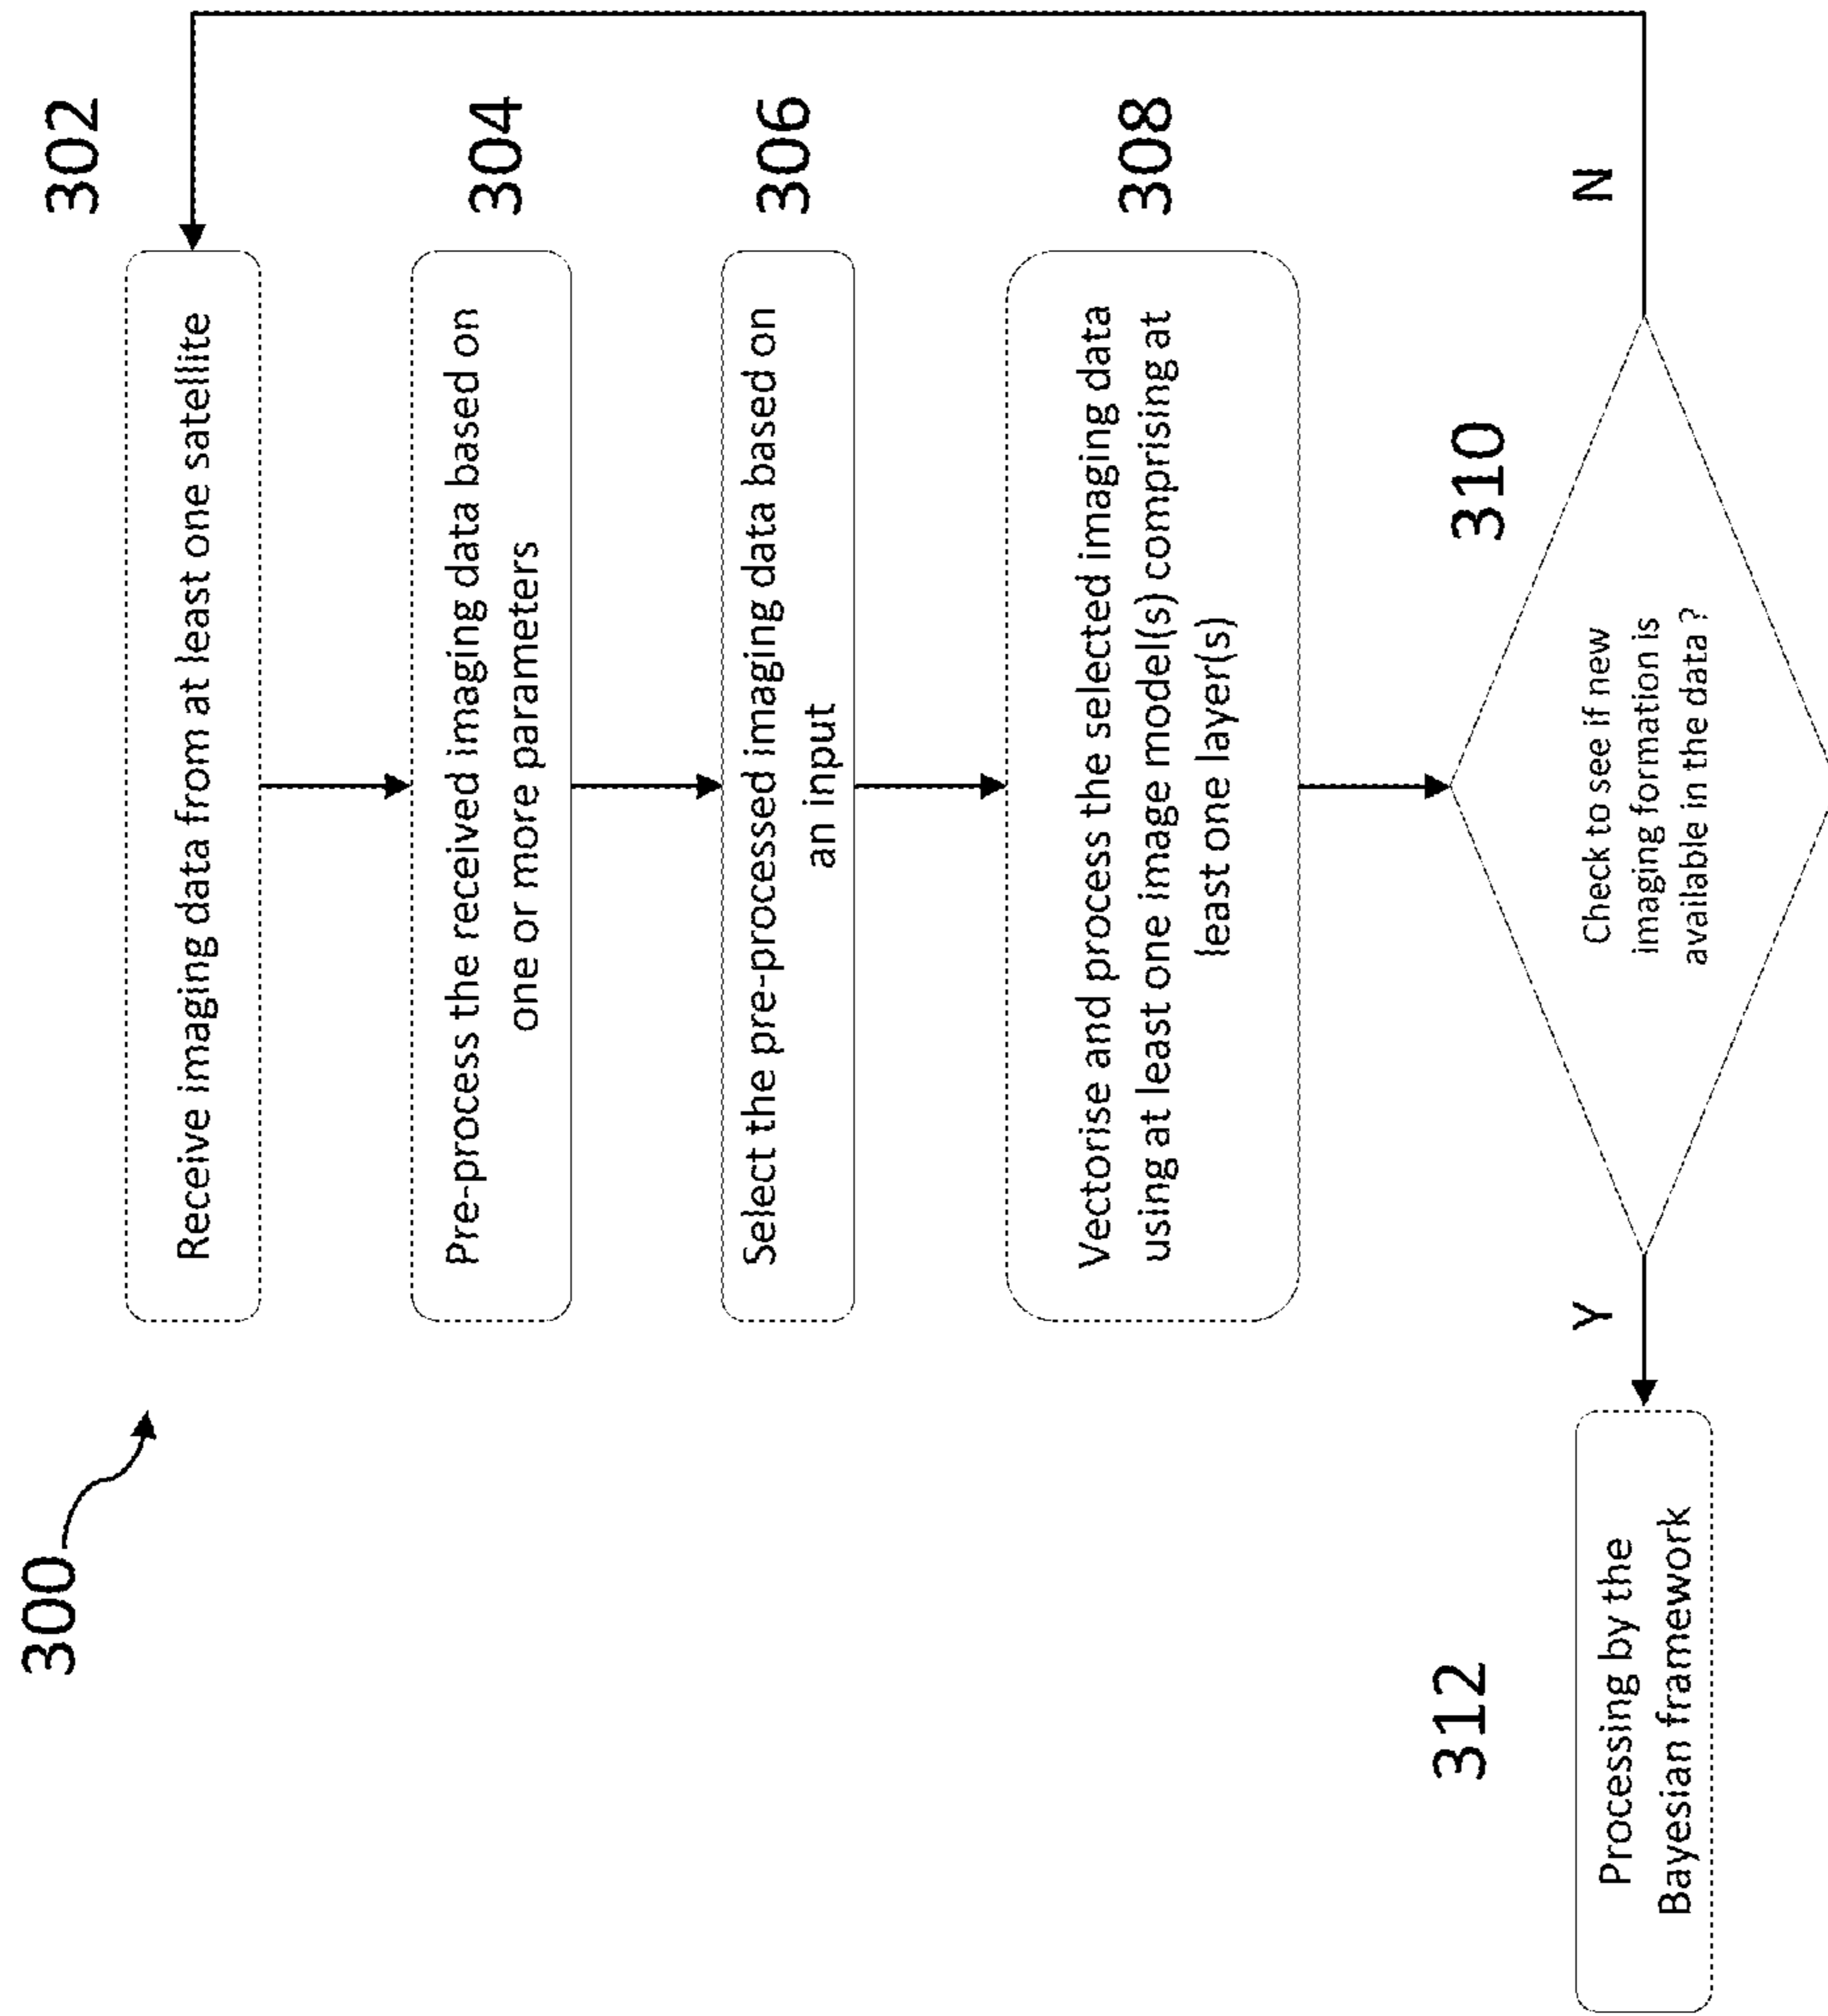 300
302
Receive imaging data from at least one satellite
304
Pre-process the received imaging data based on
one or more parameters
306
Select the pre-processed imaging data based on
an input
308
Vectorise and process the selected imaging data
using at least one image model(s) comprising at
least one layer(s)
310
Check to see if new
imaging formation is
available in the data ?
Y
N
312
Processing by the
Bayesian framework